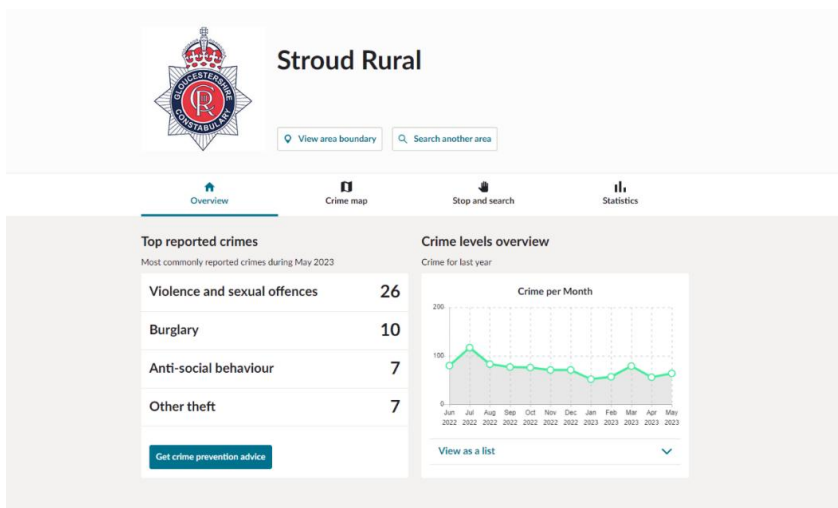 GLOUCESTERSHIRE
CONSTABULARY
Stroud Rural
View area boundary
Search another area
Overview
Crime map
Stop and search
Statistics
Top reported crimes
Most commonly reported crimes during May 2023
Violence and sexual offences 26
Burglary 10
Anti-social behaviour 7
Other theft 7
Get crime prevention advice
Crime levels overview
Crime for last year
Crime per Month
200
100
0
Jun Jul Aug Sep Oct Nov Dec Jan Feb Mar Apr May
2022 2022 2022 2022 2022 2022 2022 2023 2023 2023 2023 2023
View as a list